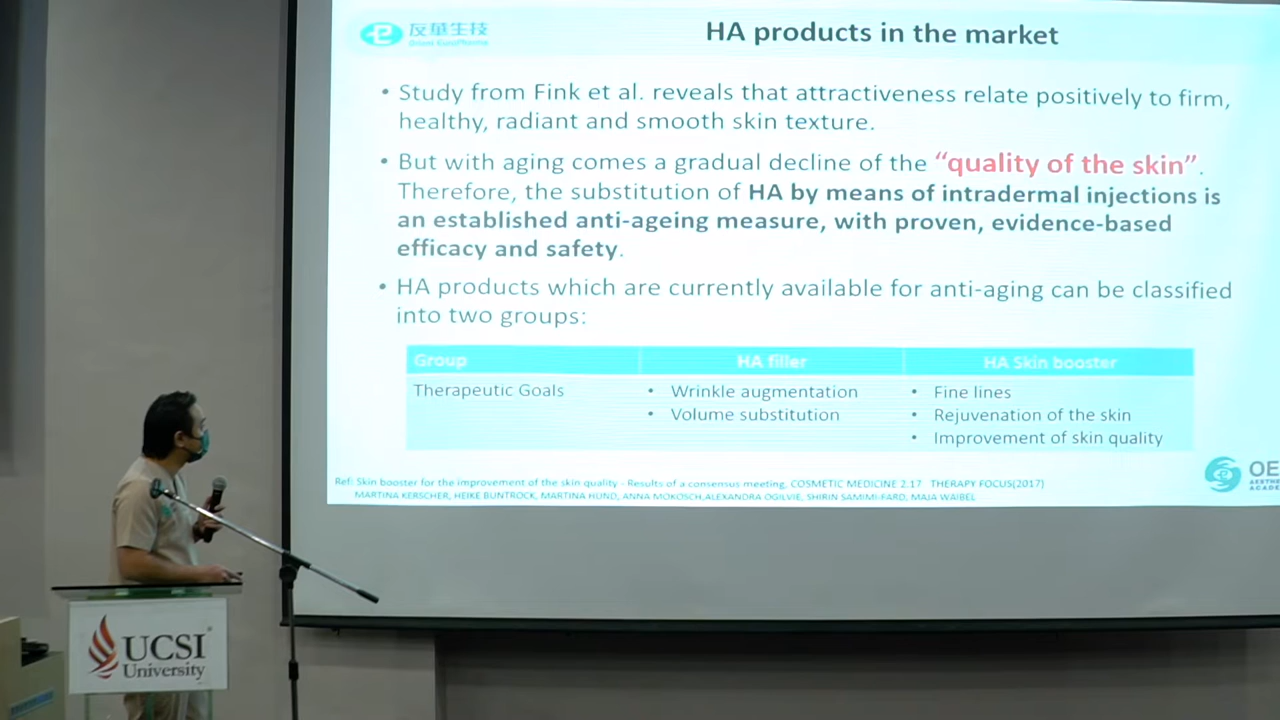 友華生技
Orient EuroPharma
HA products in the market
• Study from Fink et al. reveals that attractiveness relate positively to firm,
healthy, radiant and smooth skin texture.
• But with aging comes a gradual decline of the “quality of the skin”.
Therefore, the substitution of HA by means of intradermal injections is
an established anti-ageing measure, with proven, evidence-based
efficacy and safety.
• HA products which are currently available for anti-aging can be classified
into two groups:
Group HA filler HA Skin booster
Therapeutic Goals • Wrinkle augmentation • Fine lines
• Volume substitution • Rejuvenation of the skin
• Improvement of skin quality
Ref: Skin booster for the improvement of the skin quality - Results of a consensus meeting, COSMETIC MEDICINE 2.17. THERAPY FOCUS(2017)
MARTINA KERSCHER, HEIKE BUNTROCK, MARTINA HUND, ANNA MOKOSCH,ALEXANDRA OGILVIE, SHIRIN SAMIMI-FARD, MAIA WAIBEL
OE
AESTHE
ACADE
UCSI
University